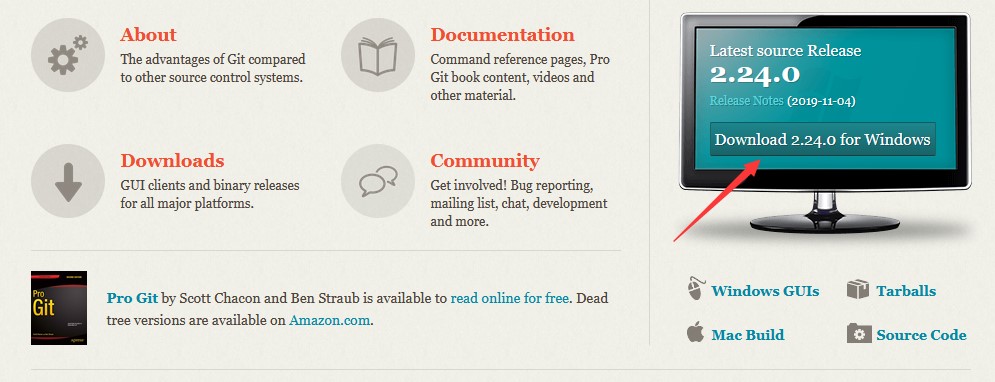 About
The advantages of Git compared
to other source control systems.
Documentation
Command reference pages, Pro
Git book content, videos and
other material.
Downloads
GUI clients and binary releases
for all major platforms.
Community
Get involved! Bug reporting,
mailing list, chat, development
and more.
Pro
Git
Pro Git by Scott Chacon and Ben Straub is available to read online for free. Dead
tree versions are available on Amazon.com.
Latest source Release
2.24.0
Release Notes (2019-11-04)
Download 2.24.0 for Windows
Windows GUIs
Tarballs
Mac Build
Source Code